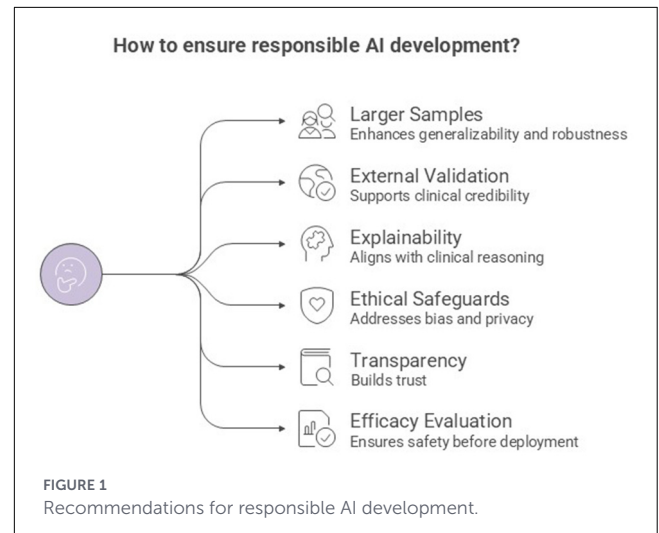 How to ensure responsible AI development?
Larger Samples
Enhances generalizability and robustness
External Validation
Supports clinical credibility
Explainability
Aligns with clinical reasoning
Ethical Safeguards
Addresses bias and privacy
Transparency
Builds trust
Efficacy Evaluation
Ensures safety before deployment
FIGURE 1
Recommendations for responsible AI development.